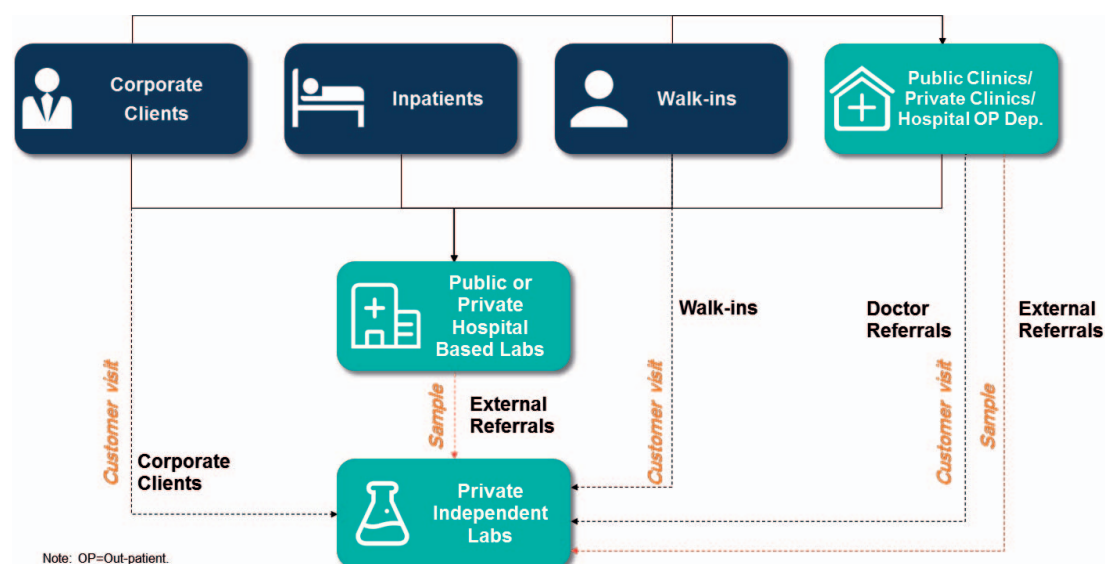 Corporate
Clients
Inpatients
Walk-ins
Public Clinics/
Private Clinics/
Hospital OP Dep.
Public or
Private
Hospital
Based Labs
Walk-ins
Doctor
Referrals
External
Referrals
Customer visit
Sample
External
Referrals
Customer visit
Customer visit
Sample
Corporate
Clients
Private
Independent
Labs
Note: OP=Out-patient.